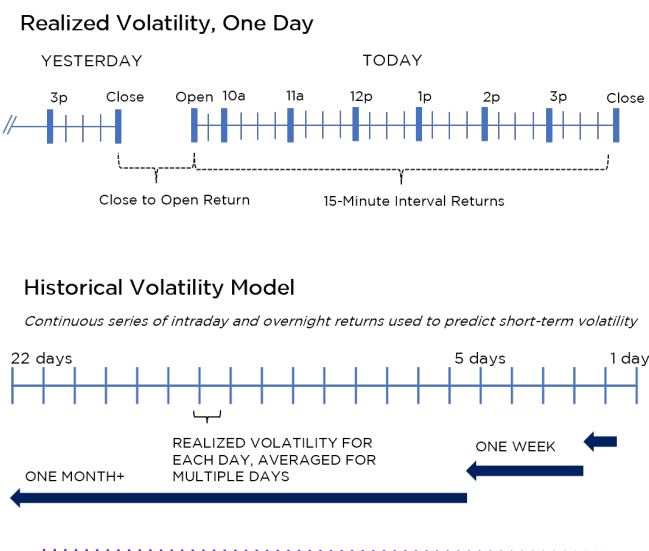 Realized Volatility, One Day
YESTERDAY TODAY
3p Close Open 10a 11a 12p 1p 2p 3p Close
Close to Open Return 15-Minute Interval Returns
Historical Volatility Model
Continuous series of intraday and overnight returns used to predict short-term volatility
22 days 5 days 1 day
REALIZED VOLATILITY FOR
EACH DAY, AVERAGED FOR
MULTIPLE DAYS
ONE WEEK
ONE MONTH+